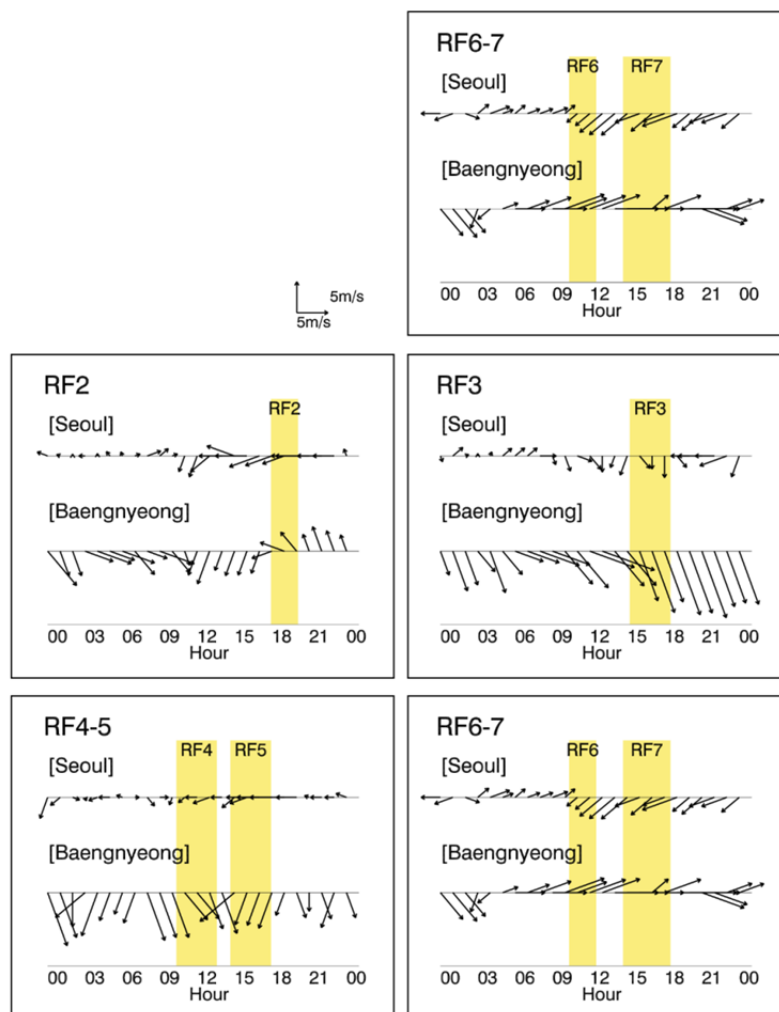 RF6-7
RF6 RF7
[Seoul]
[Baengnyeong]
00 03 06 09 12 15 18 21 00
Hour
5m/s
5m/s
RF2
RF2
[Seoul]
[Baengnyeong]
00 03 06 09 12 15 18 21 00
Hour
RF3
RF3
[Seoul]
[Baengnyeong]
00 03 06 09 12 15 18 21 00
Hour
RF4-5
RF4 RF5
[Seoul]
[Baengnyeong]
00 03 06 09 12 15 18 21 00
Hour
RF6-7
RF6 RF7
[Seoul]
[Baengnyeong]
00 03 06 09 12 15 18 21 00
Hour